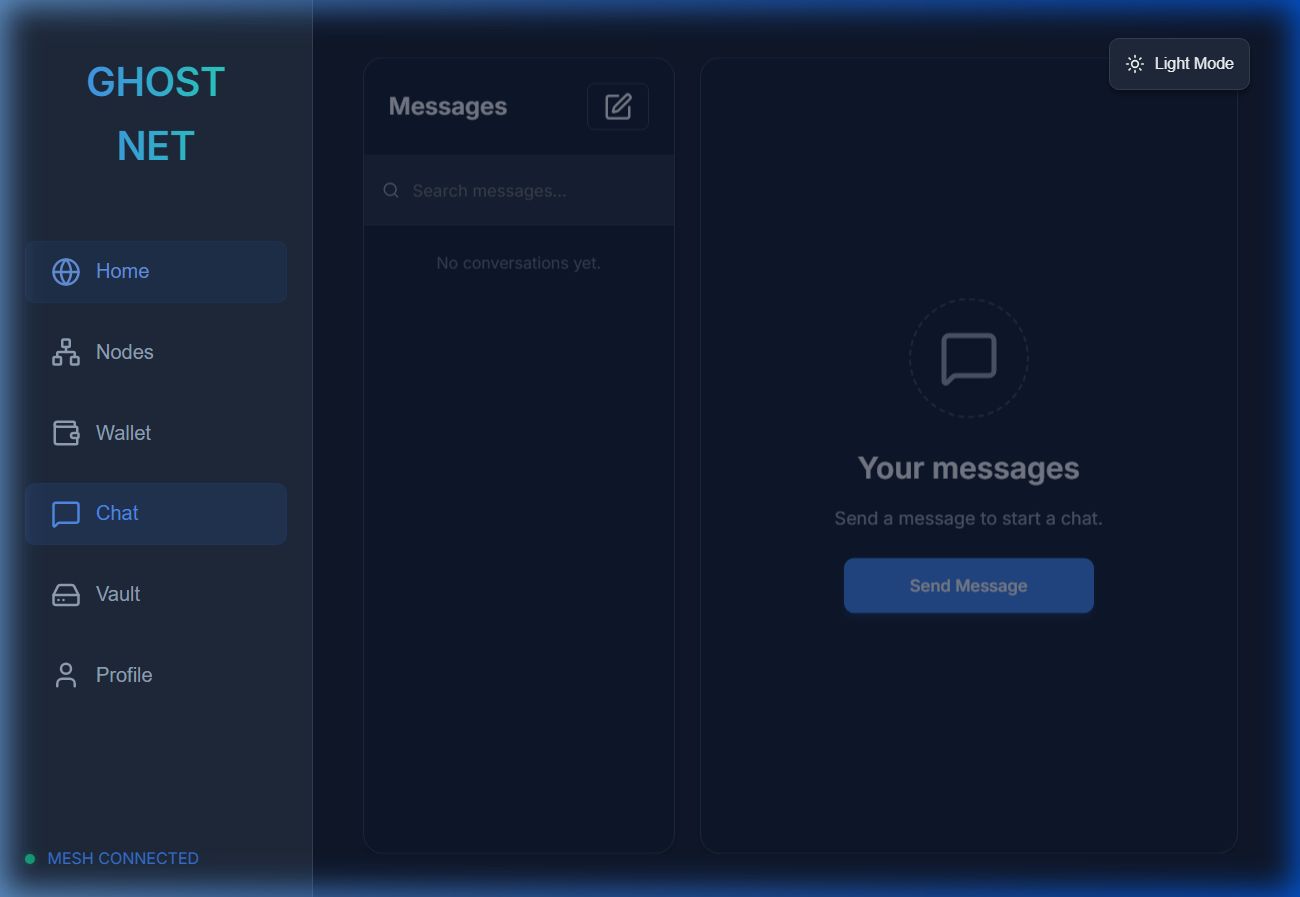 GHOST
NET
Home
Nodes
Wallet
Chat
Vault
Profile
MESH CONNECTED
Messages
Search messages...
No conversations yet.
Light Mode
Your messages
Send a message to start a chat.
Send Message